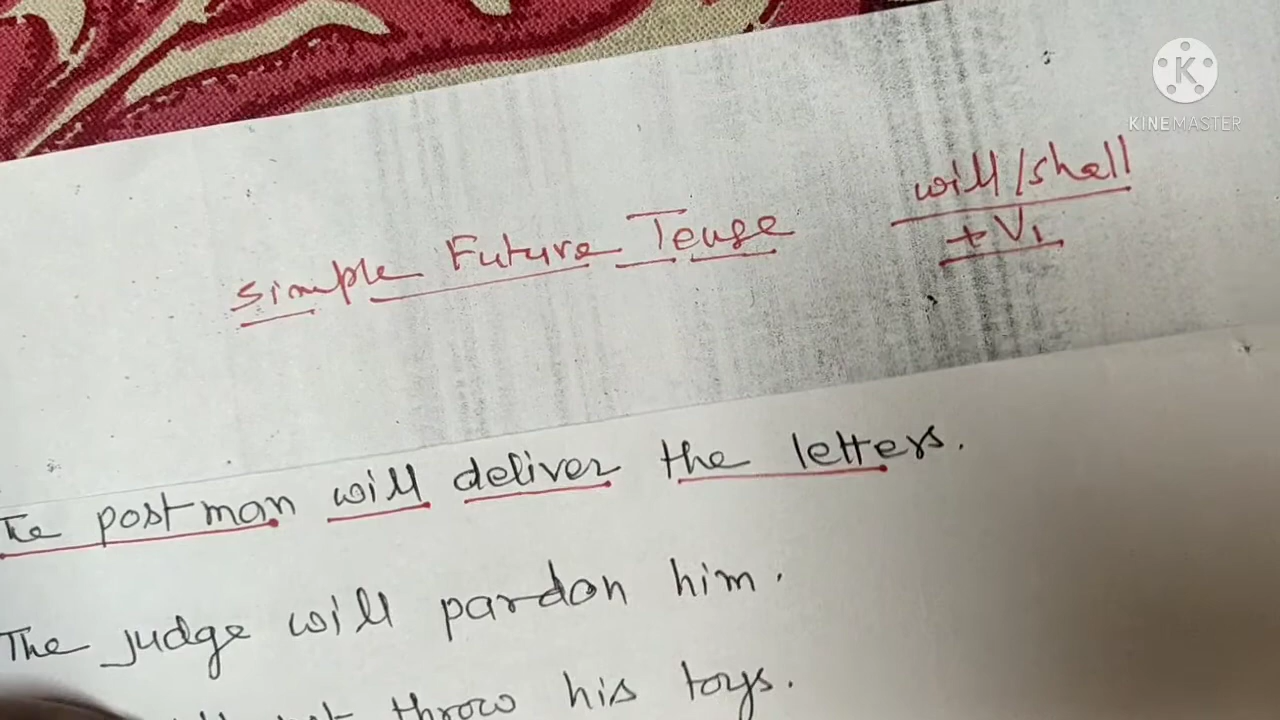 KINEMASTER
will/shall
+ V1
Simple Future Tense
The postman will deliver the letters.
The judge will pardon him.
throw his toys.